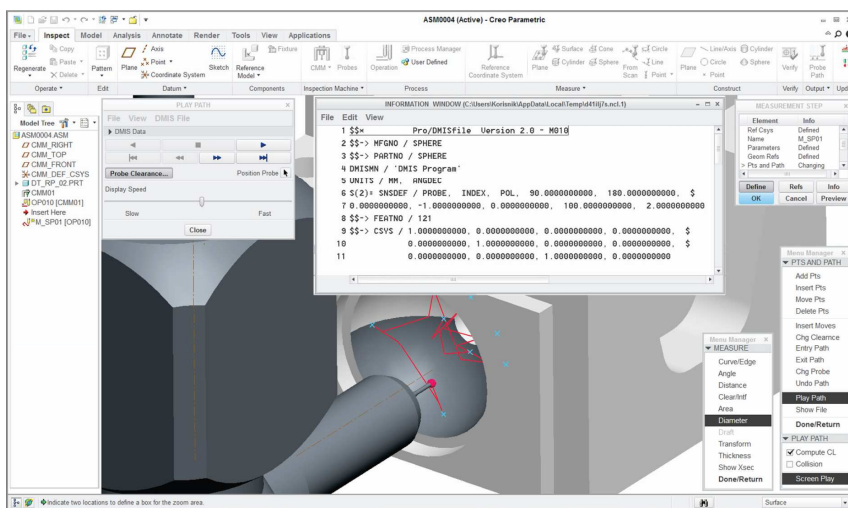 ASM0004 (Active) - Creo Parametric
File Inspect Model Analysis Annotate Render Tools View Applications
Regenerate
Copy
Paste
Delete
Pattern
Plane
Axis
Point
Coordinate System
Sketch
Reference Model
Fixture
CMM
Probes
Operation
Process Manager
User Defined
Reference Coordinate System
Plane
Surface Cone Circle
Cylinder Sphere From Scan Point
Plane
Line/Axis Cylinder
Circle Sphere
Point
Verify
Probe Path
Operate Edit Datum Components Inspection Machine Measure Construct Verify Output
Model Tree
ASM0004.ASM
CMM_RIGHT
CMM_TOP
CMM_FRONT
CMM_DEF_CSYS
DT_RP_02.PRT
CMM01
OP010 [CMM01]
Insert Here
M_SP01 [OP010]
PLAY PATH
File View DMIS File
DMIS Data
Probe Clearance...
Position Probe
Display Speed
Slow Fast
Close
INFORMATION WINDOW (C:\Users\Korisnik\AppData\Local\Temp\d41ilj7s.ncl.1)
File Edit View
1 $$* Pro/DMISfile Version 2.0 - M010
2 $$-> MFGNO / SPHERE
3 $$-> PARTNO / SPHERE
4 DMISMN / 'DMIS Program'
5 UNITS / MM, ANGDEC
6 S(2)= SNSDEF / PROBE, INDEX, POL, 90.0000000000, 180.0000000000, $
7 0.0000000000, -1.0000000000, 0.0000000000, 100.0000000000, 2.0000000000
8 $$-> FEATNO / 121
9 $$-> CSYS / 1.0000000000, 0.0000000000, 0.0000000000, 0.0000000000, $
10 0.0000000000, 1.0000000000, 0.0000000000, 0.0000000000, $
11 0.0000000000, 0.0000000000, 1.0000000000, 0.0000000000
MEASUREMENT STEP
Element Info
Ref Csys Defined
Name M_SP01
Parameters Defined
Geom Refs Defined
> Pts and Path Changing
Define Refs Info
OK Cancel Preview
Menu Manager
MEASURE
Curve/Edge
Angle
Distance
Clear/Intf
Area
Diameter
Draft
Transform
Thickness
Show Xsec
Done/Return
Menu Manager
PTS AND PATH
Add Pts
Insert Pts
Move Pts
Delete Pts
Insert Moves
Chg Clearnce
Entry Path
Exit Path
Chg Probe
Undo Path
Play Path
Show File
Done/Return
PLAY PATH
Compute CL
Collision
Screen Play
Indicate two locations to define a box for the zoom area.
Surface